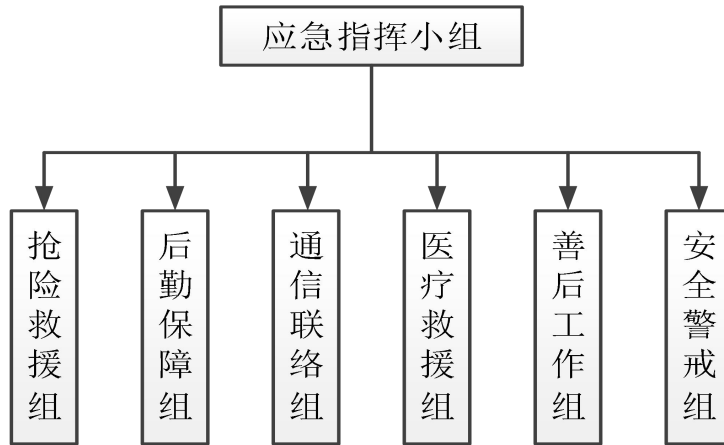 应急指挥小组
抢险救援组
后勤保障组
通信联络组
医疗救援组
善后工作组
安全警戒组